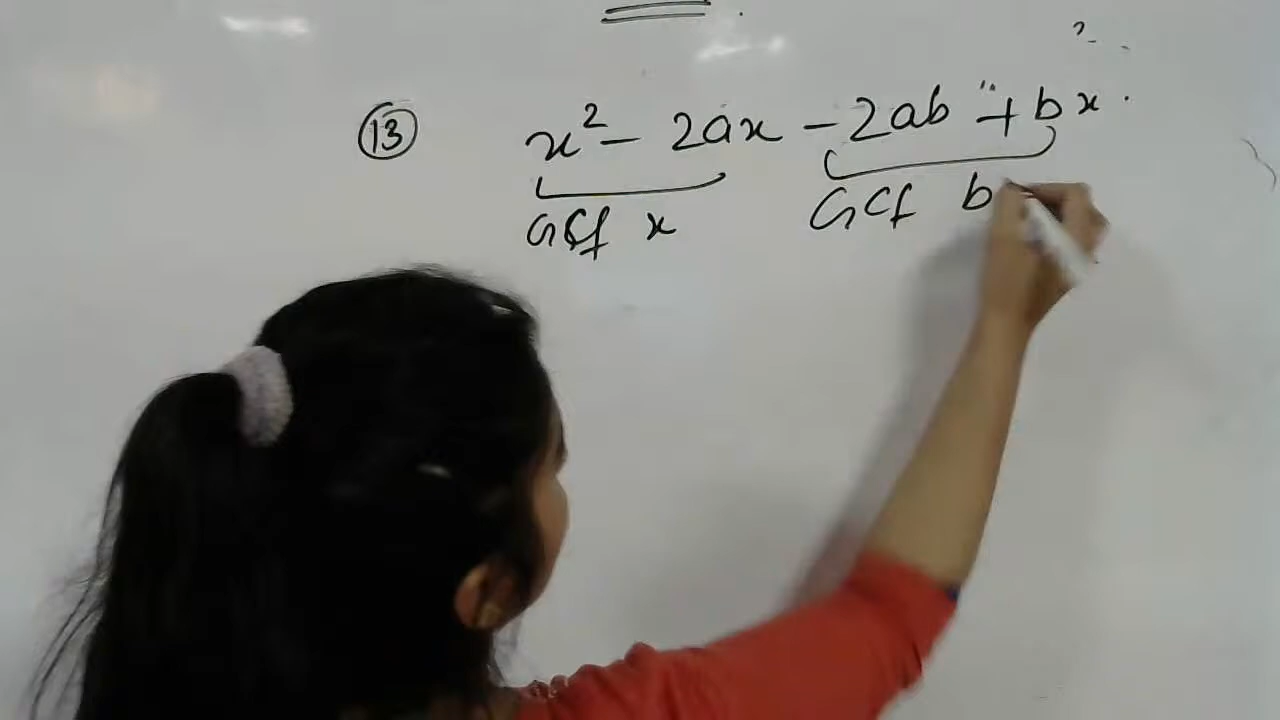 (13) x² - 2ax - 2ab + bx.
GCf x GCf b